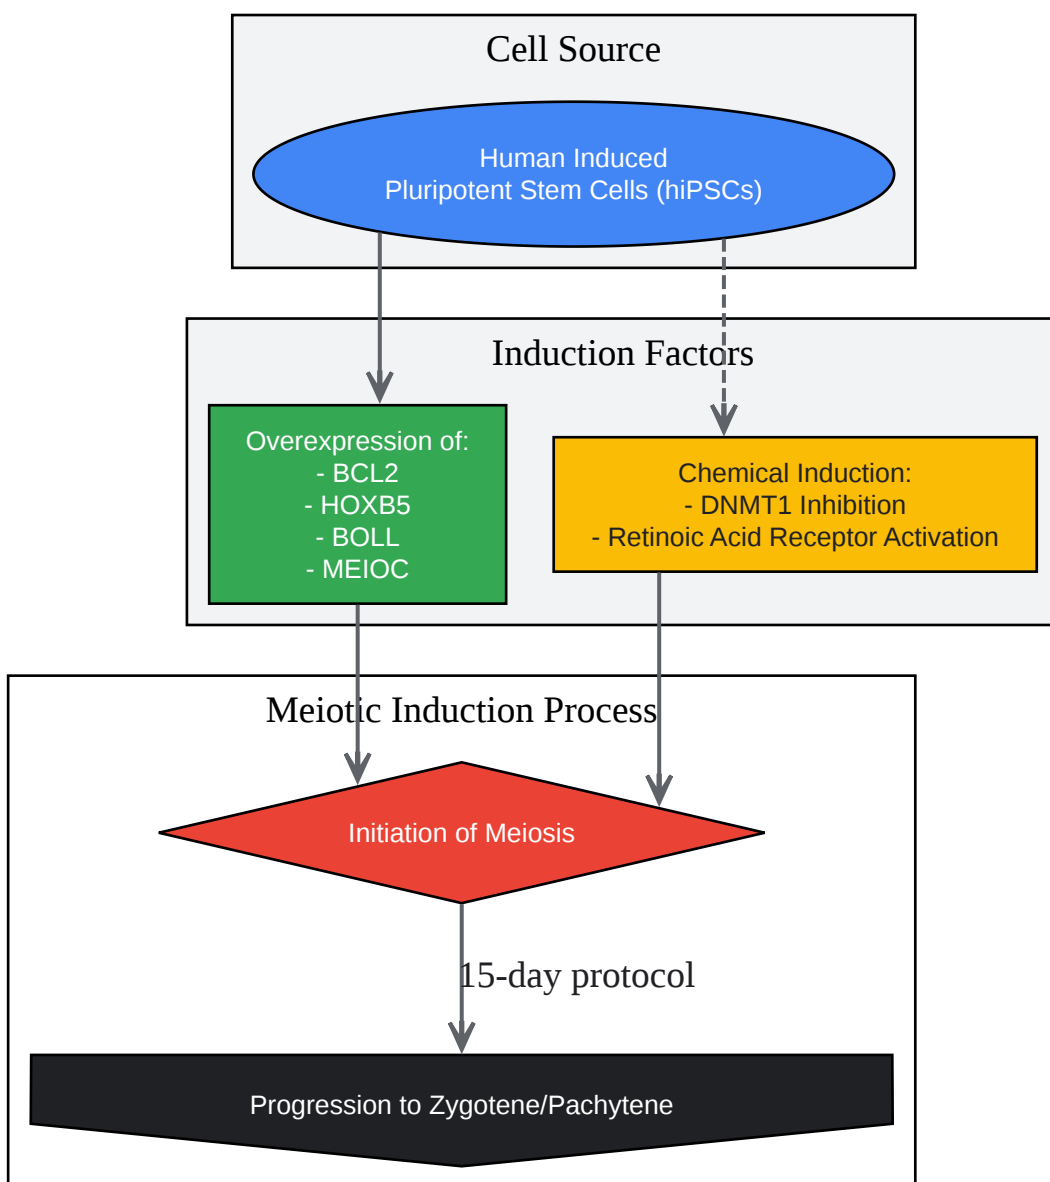 Cell Source
Human Induced
Pluripotent Stem Cells (hiPSCs)
Induction Factors
Overexpression of:
- BCL2
- HOXB5
- BOLL
- MEIOC
Chemical Induction:
- DNMT1 Inhibition
- Retinoic Acid Receptor Activation
Meiotic Induction Process
Initiation of Meiosis
15-day protocol
Progression to Zygotene/Pachytene